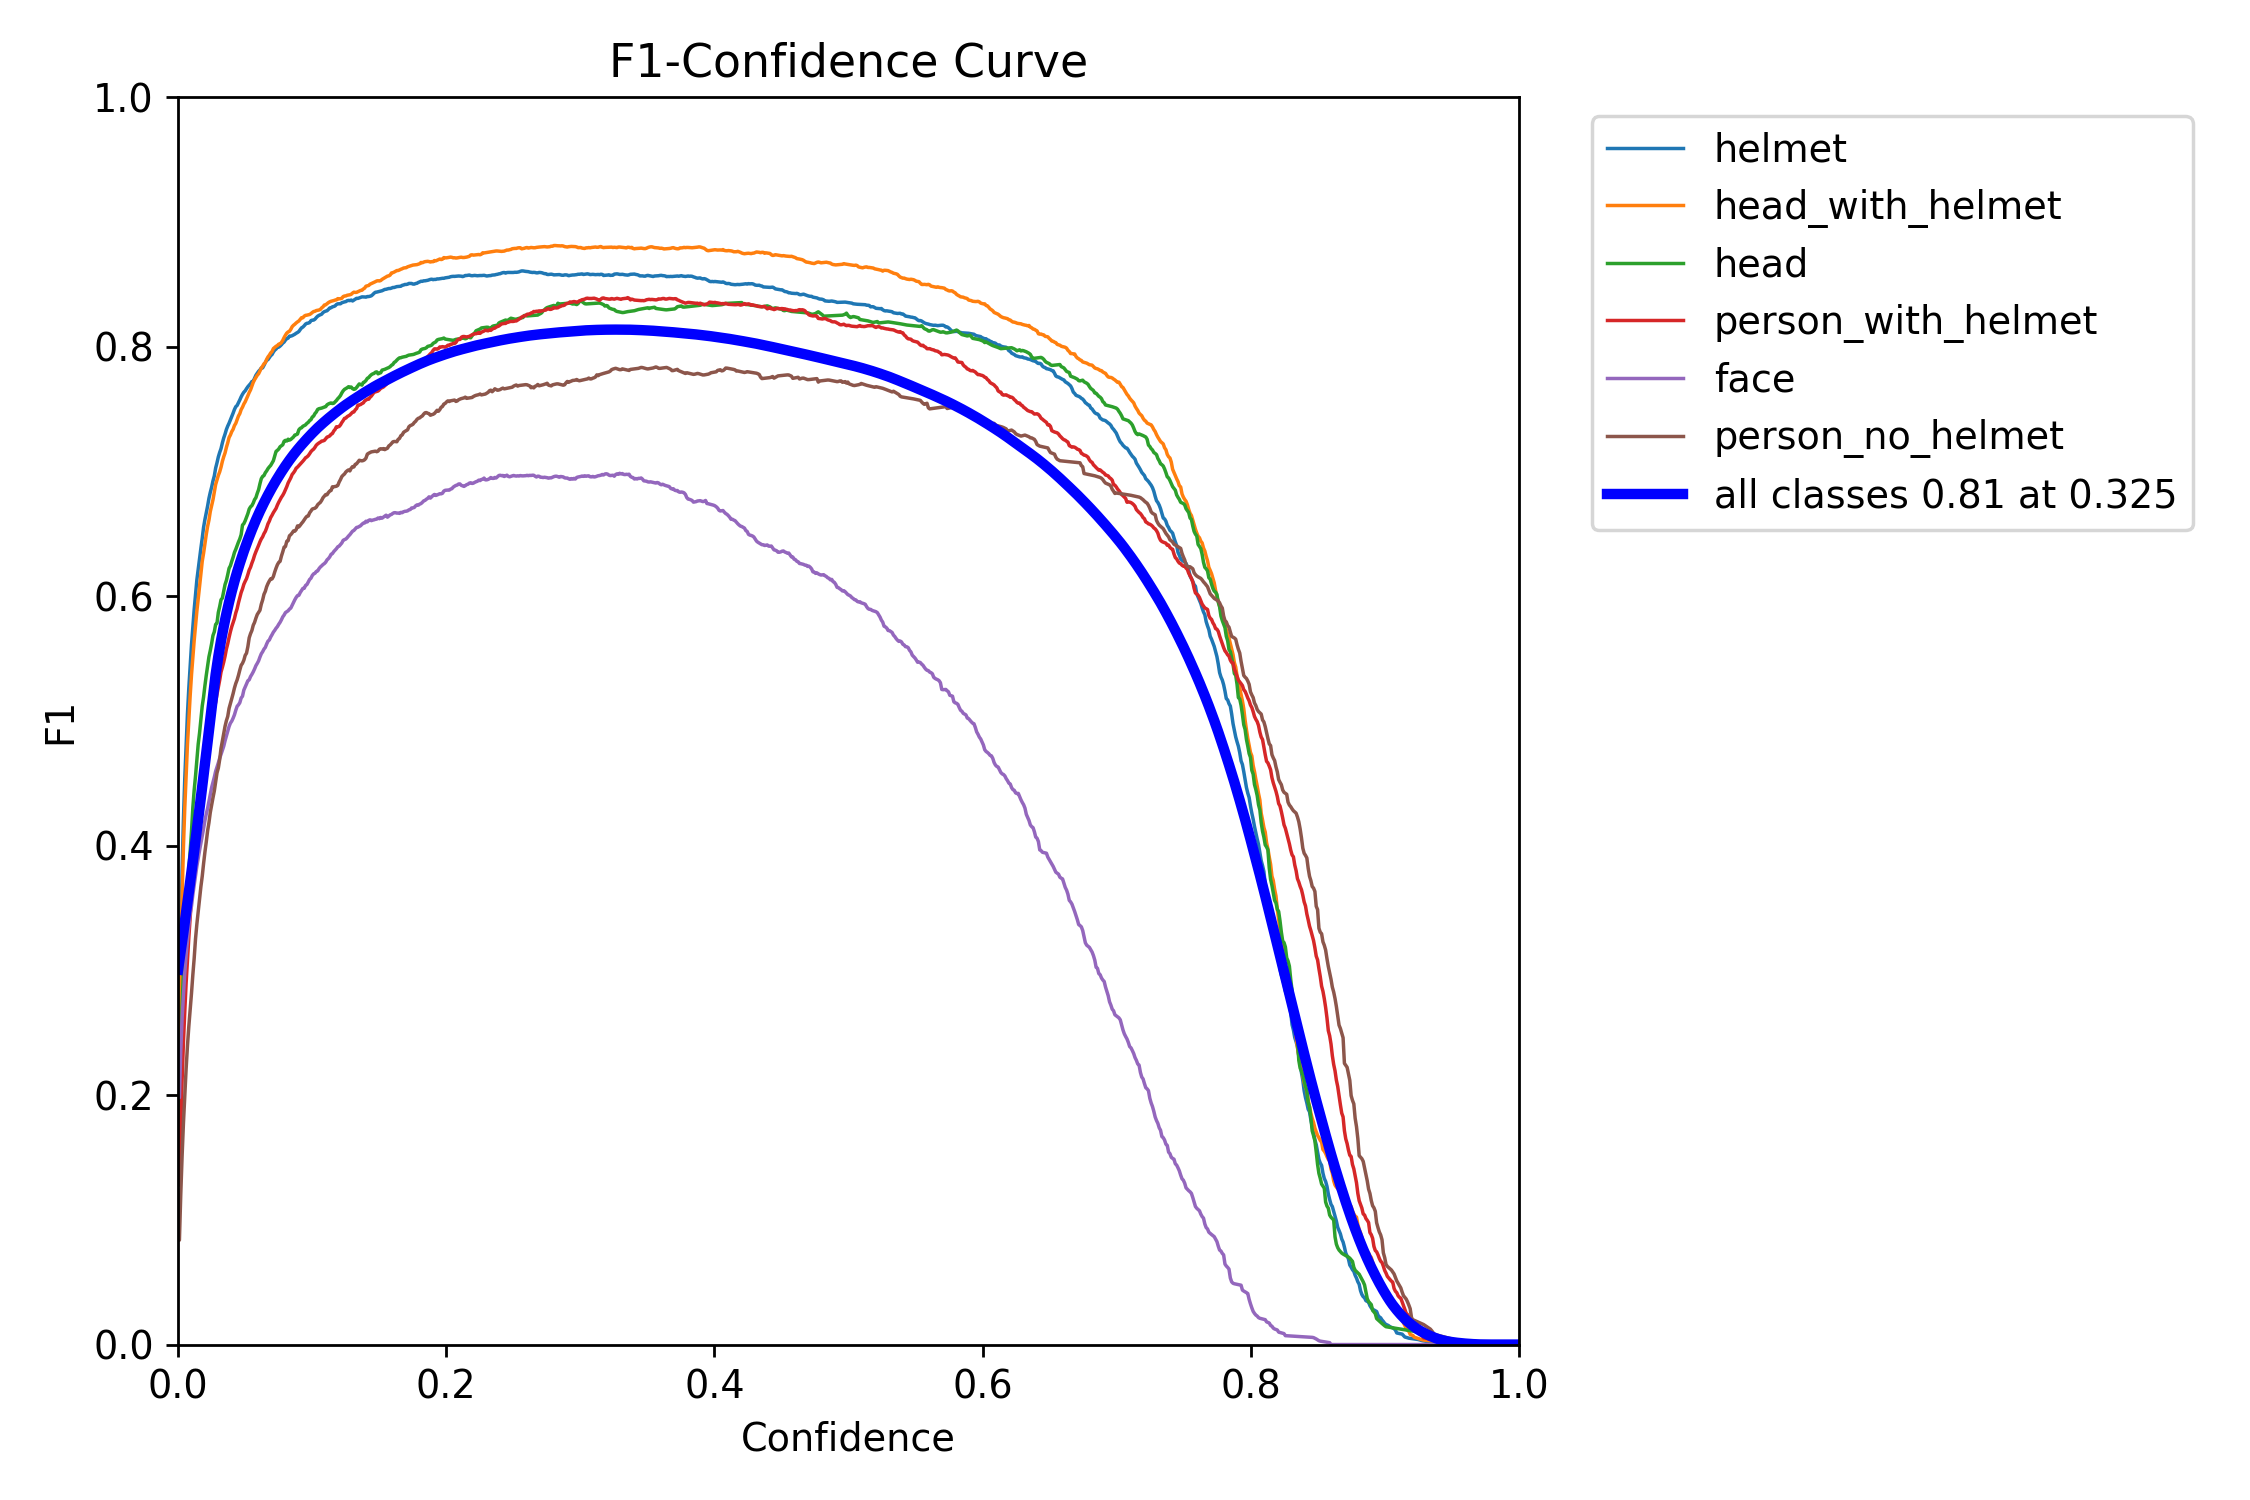 F1-Confidence Curve
1.0
0.8
0.6
0.4
0.2
0.0
F1
0.0 0.2 0.4 0.6 0.8 1.0
Confidence
helmet
head_with_helmet
head
person_with_helmet
face
person_no_helmet
all classes 0.81 at 0.325